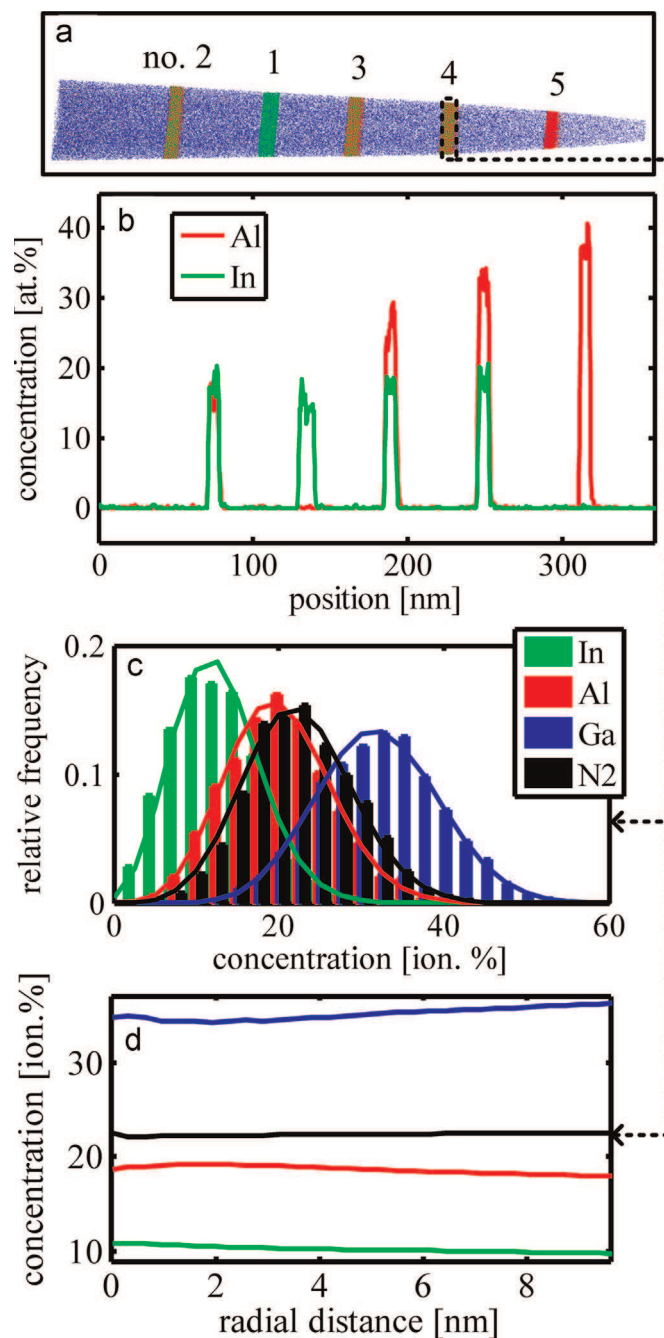 a
no. 2 1 3 4 5
b
Al
In
40
30
20
10
0
concentration [at.%]
0 100 200 300
position [nm]
c
In
Al
Ga
N2
0.2
0.1
0
relative frequency
0 20 40 60
concentration [ion. %]
d
30
20
10
concentration [ion.%]
0 2 4 6 8
radial distance [nm]